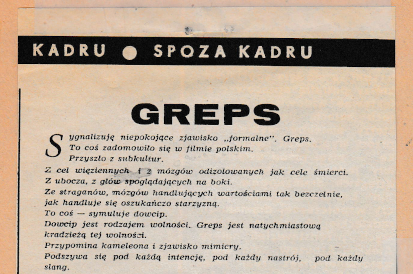 KADRU ● SPOZA KADRU
GREPS
Sygnalizuję niepokojące zjawisko „formalne". Greps.
To coś zadomowiło się w filmie polskim.
Przyszło z subkultur.
Z cel więziennych i z mózgów odizolowanych jak cele śmierci.
Z ubocza, z głów spoglądających na boki.
Ze straganów, mózgów handlujących wartościami tak bezczelnie,
jak handluje się oszukańczo starzyzną.
To coś — symuluje dowcip.
Dowcip jest rodzajem wolności. Greps jest natychmiastową
kradzieżą tej wolności.
Przypomina kameleona i zjawisko mimicry.
Podszywa się pod każdą intencję, pod każdy nastrój, pod każdy
slang.